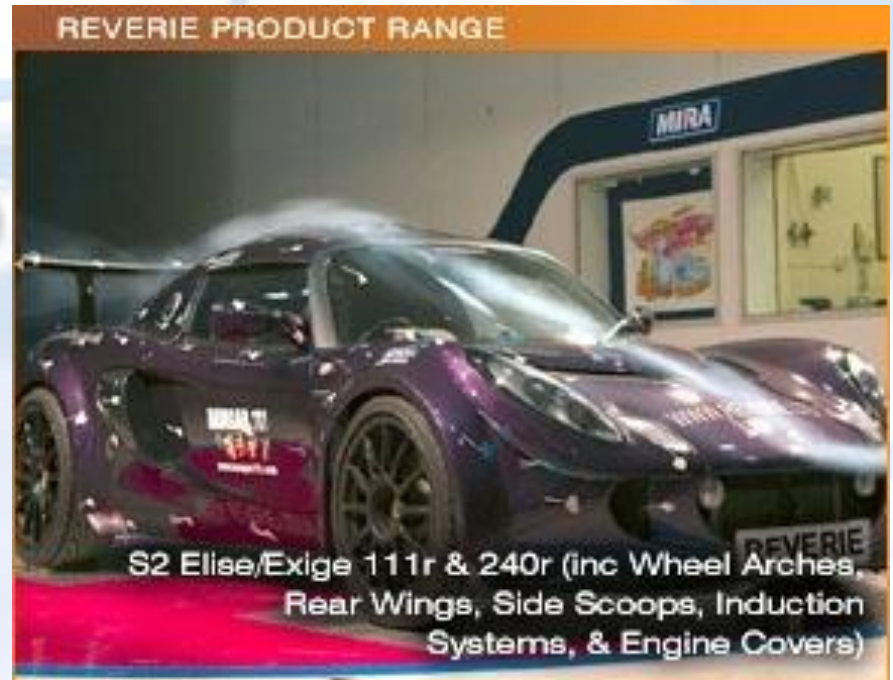 REVERIE PRODUCT RANGE
MIRA
REVERIE
S2 Elise/Exige 111r & 240r (inc Wheel Arches,
Rear Wings, Side Scoops, Induction
Systems, & Engine Covers)